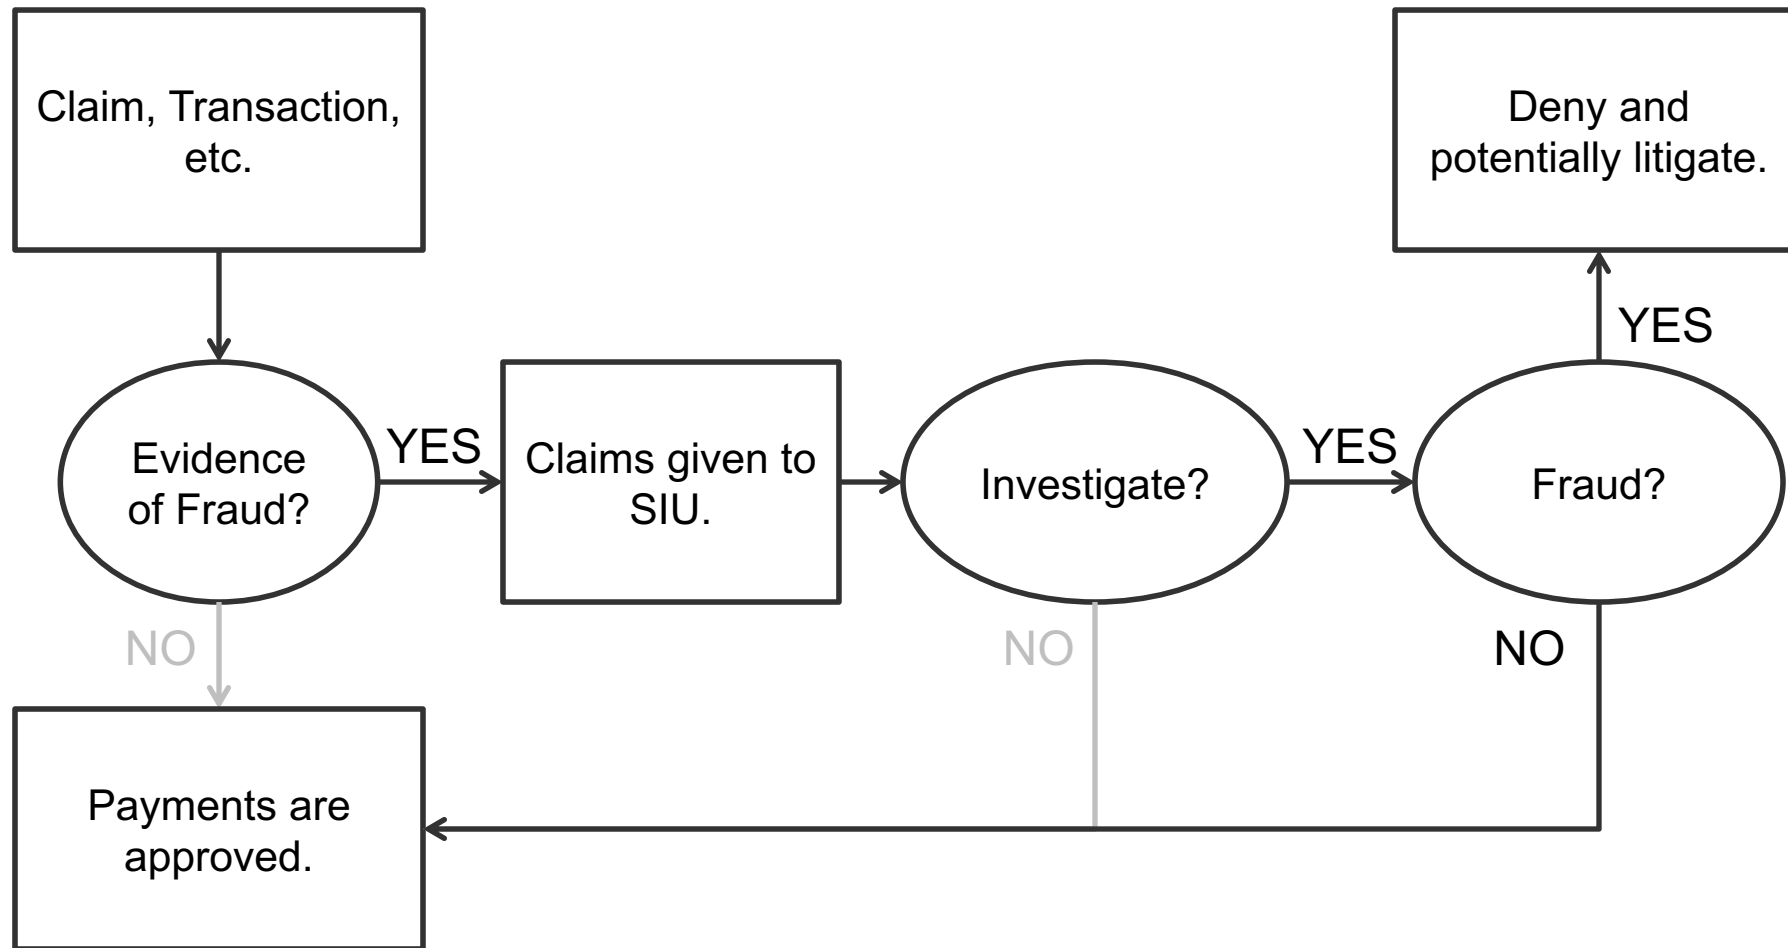 Claim, Transaction,
etc.
Deny and
potentially litigate.
YES
Evidence
of Fraud?
YES
Claims given to
SIU.
Investigate?
YES
Fraud?
NO
NO
NO
Payments are
approved.